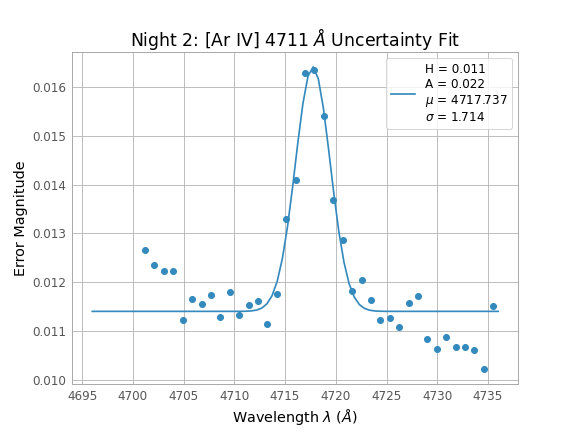 Night 2: [Ar IV] 4711 Å Uncertainty Fit
H = 0.011
A = 0.022
μ = 4717.737
σ = 1.714
0.016
0.015
0.014
0.013
0.012
0.011
0.010
Error Magnitude
4695 4700 4705 4710 4715 4720 4725 4730 4735
Wavelength λ (Å)